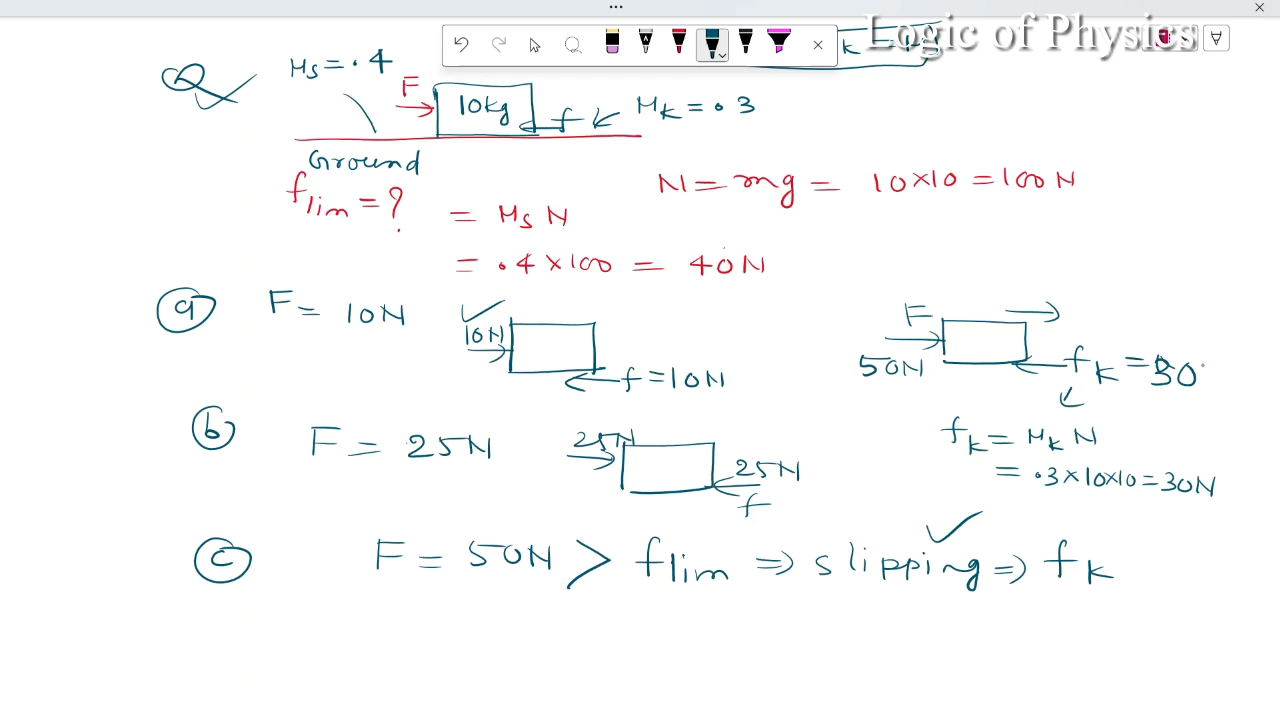 Logic of Physics
Q
μs = .4
F
10kg
f
μk = .3
Ground
flim = ?
N = mg = 10×10 = 100N
= μs N
= .4×100 = 40N
a F = 10N
10N
f = 10N
F
50N
fk = 30
b F = 25N
25N
25N
f
fk = μk N
= .3×10×10 = 30N
c F = 50N > flim ⇒ slipping ⇒ fk